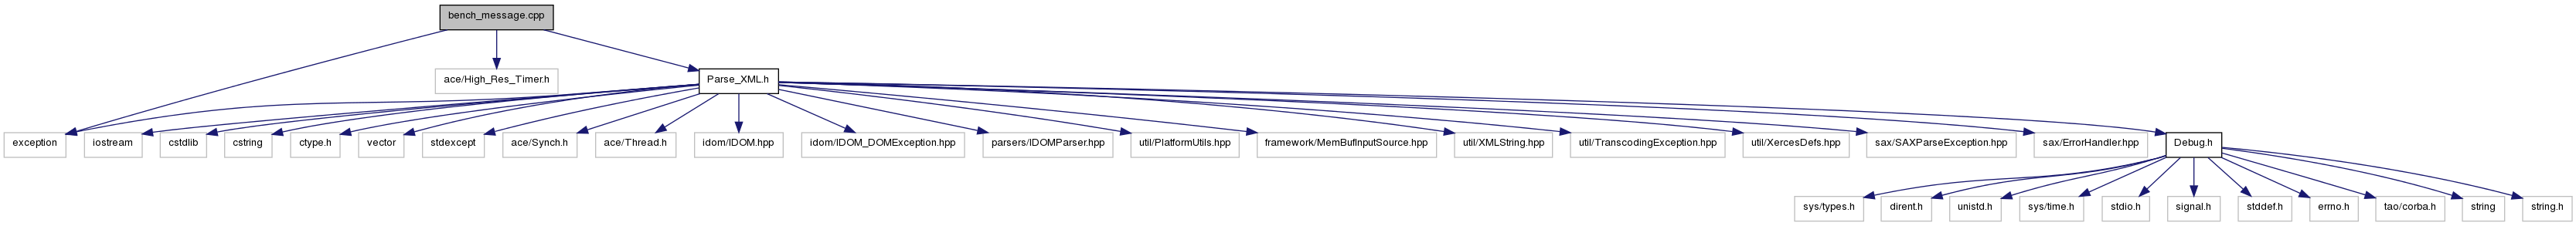 bench_message.cpp
ace/High_Res_Timer.h
Parse_XML.h
exception
iostream
cstdlib
cstring
ctype.h
vector
stdexcept
ace/Synch.h
ace/Thread.h
idom/IDOM.hpp
idom/IDOM_DOMException.hpp
parsers/IDOMParser.hpp
util/PlatformUtils.hpp
framework/MemBufInputSource.hpp
util/XMLString.hpp
util/TranscodingException.hpp
util/XercesDefs.hpp
sax/SAXParseException.hpp
sax/ErrorHandler.hpp
Debug.h
sys/types.h
dirent.h
unistd.h
sys/time.h
stdio.h
signal.h
stddef.h
errno.h
tao/corba.h
string
string.h